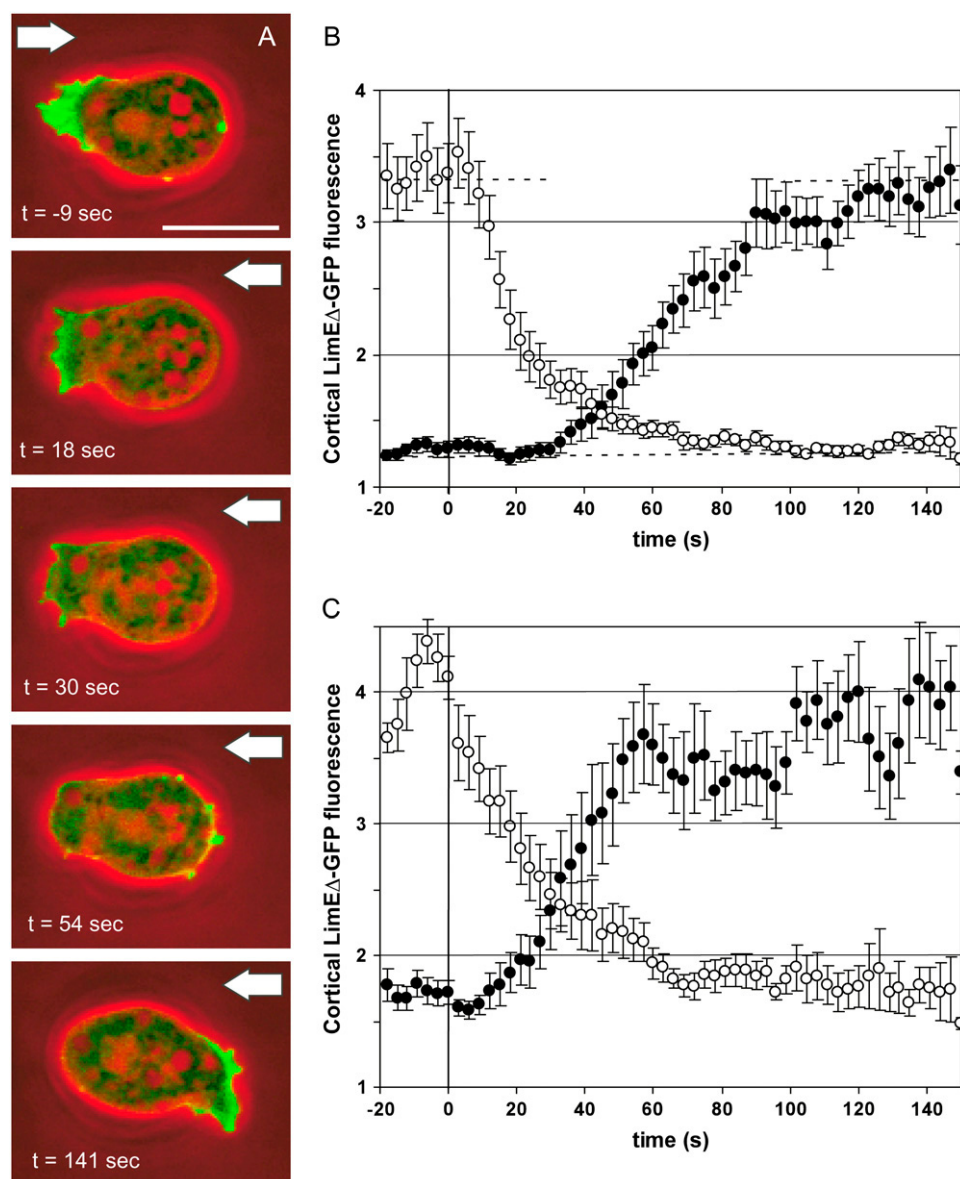 A
t = -9 sec
t = 18 sec
t = 30 sec
t = 54 sec
t = 141 sec
B
Cortical LimEΔ-GFP fluorescence
4
3
2
1
-20 0 20 40 60 80 100 120 140
time (s)
C
Cortical LimEΔ-GFP fluorescence
4
3
2
1
-20 0 20 40 60 80 100 120 140
time (s)